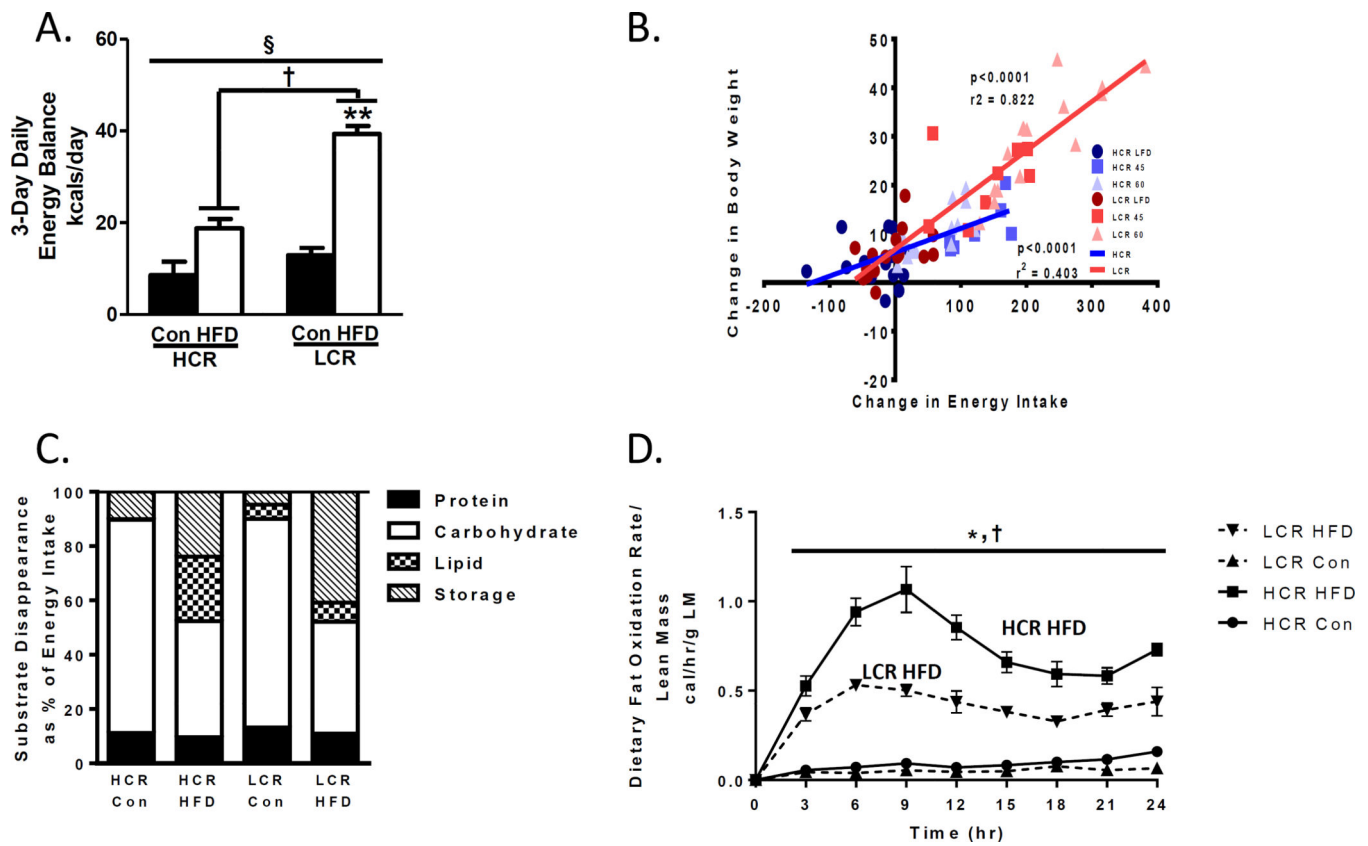 A.
60
40
20
0
3-Day Daily
Energy Balance
kcals/day
§
†
**
Con HFD
HCR
Con HFD
LCR
B.
50
40
30
20
10
0
-10
-20
-200
-100
100
200
300
400
Change in Body Weight
Change in Energy Intake
p<0.0001
r2 = 0.822
HCR LFD
HCR 45
HCR 60
LCR LFD
LCR 45
LCR 60
HCR
LCR
p<0.0001
r² = 0.403
C.
100
80
60
40
20
0
Substrate Disappearance
as % of Energy Intake
HCR
Con
HCR
HFD
LCR
Con
LCR
HFD
Protein
Carbohydrate
Lipid
Storage
D.
1.5
1.0
0.5
0.0
Dietary Fat Oxidation Rate/
Lean Mass
cal/hr/g LM
*,†
HCR HFD
LCR HFD
0 3 6 9 12 15 18 21 24
Time (hr)
LCR HFD
LCR Con
HCR HFD
HCR Con